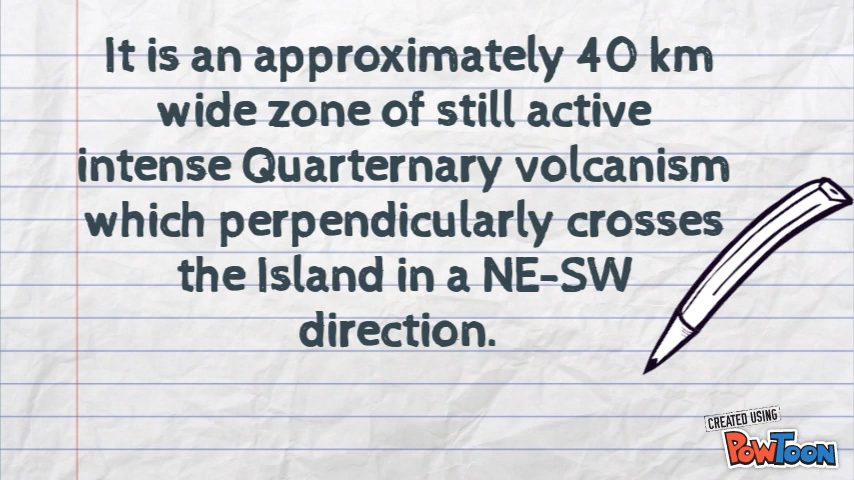 It is an approximately 40 km
wide zone of still active
intense Quarternary volcanism
which perpendicularly crosses
the Island in a NE-SW
direction.
CREATED USING
POWTOON